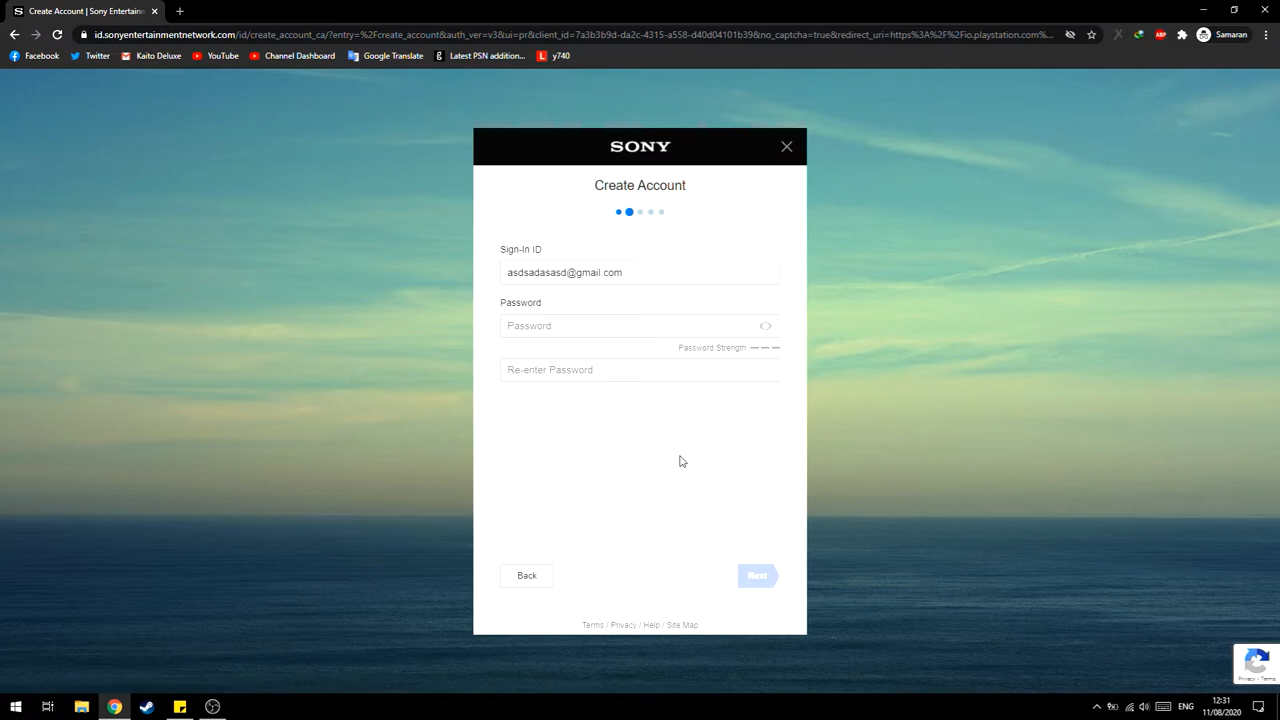 Create Account | Sony Entertainm
id.sonyentertainmentnetwork.com/id/create_account_ca/?entry=%2Fcreate_account&auth_ver=v3&ui=pr&client_id=7a3b3b9d-da2c-4315-a558-d40d04101b39&no_captcha=true&redirect_uri=https%3A%2F%2Fio.playstation.com%...
Samaran
Facebook
Twitter
Kaito Deluxe
YouTube
Channel Dashboard
Google Translate
Latest PSN addition...
y740
SONY
Create Account
Sign-In ID
asdsadasasd@gmail.com
Password
Password
Password Strength
Re-enter Password
Back
Next
Terms / Privacy / Help / Site Map
Privacy - Terms
ENG
12:31
11/08/2020